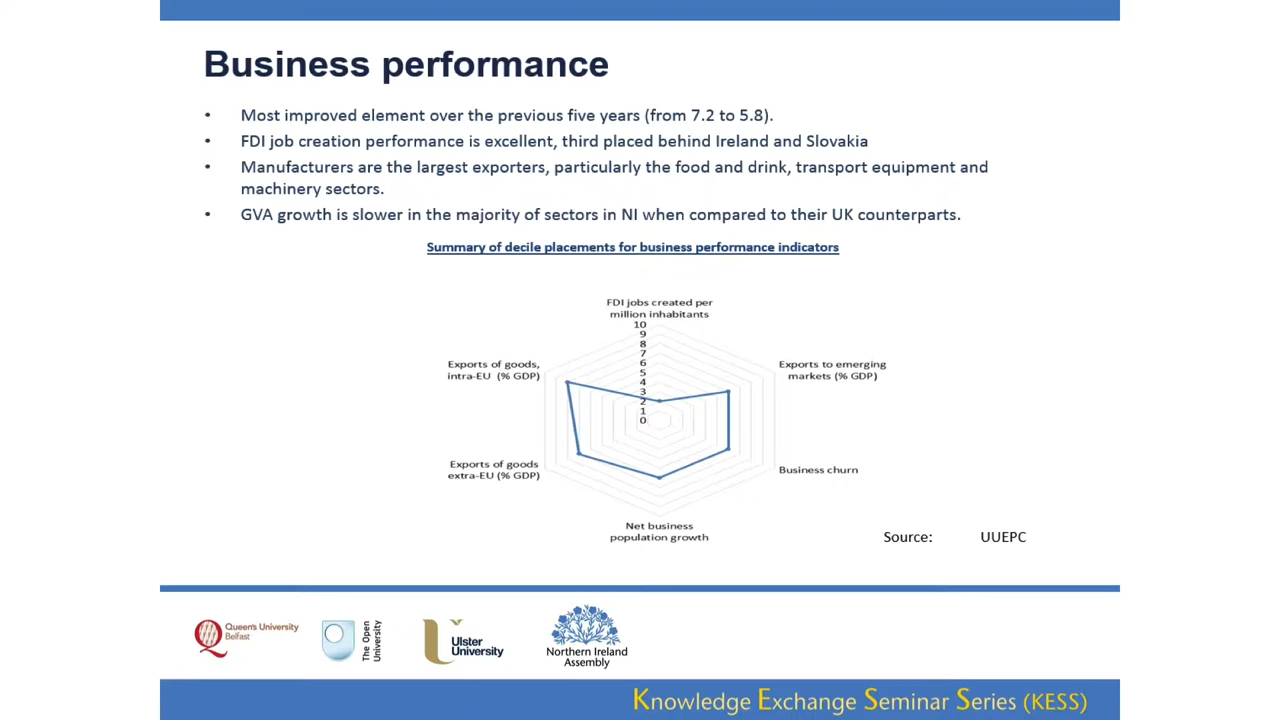 Business performance
• Most improved element over the previous five years (from 7.2 to 5.8).
• FDI job creation performance is excellent, third placed behind Ireland and Slovakia
• Manufacturers are the largest exporters, particularly the food and drink, transport equipment and
machinery sectors.
• GVA growth is slower in the majority of sectors in NI when compared to their UK counterparts.
Summary of decile placements for business performance indicators
FDI jobs created per
million inhabitants
10
9
8
7
6
5
4
3
2
1
0
Exports of goods,
intra-EU (% GDP)
Exports to emerging
markets (% GDP)
Exports of goods
extra-EU (% GDP)
Business churn
Net business
population growth
Source: UUEPC
Queen's University
Belfast
The Open
University
Ulster
University
Northern Ireland
Assembly
Knowledge Exchange Seminar Series (KESS)